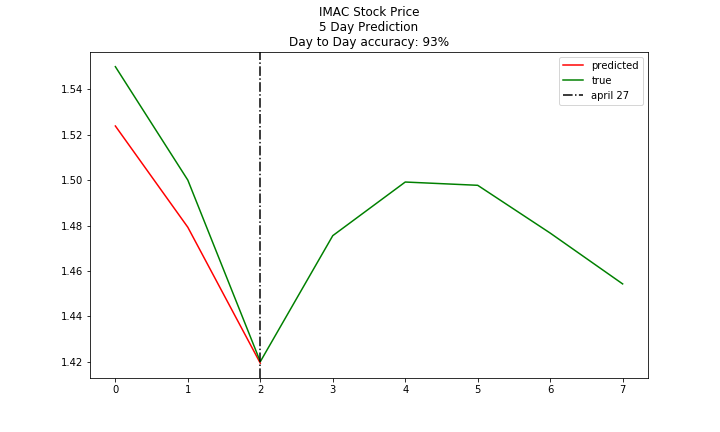 IMAC Stock Price
5 Day Prediction
Day to Day accuracy: 93%
predicted
true
april 27
1.54
1.52
1.50
1.48
1.46
1.44
1.42
0 1 2 3 4 5 6 7